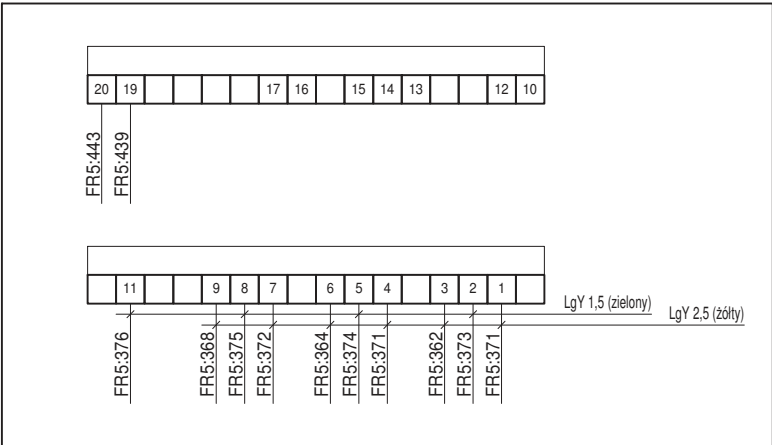 20 19 17 16 15 14 13 12 10
FR5:443
FR5:439
11 9 8 7 6 5 4 3 2 1
LgY 1,5 (zielony)
LgY 2,5 (żółty)
FR5:376
FR5:368
FR5:375
FR5:372
FR5:364
FR5:374
FR5:371
FR5:362
FR5:373
FR5:371